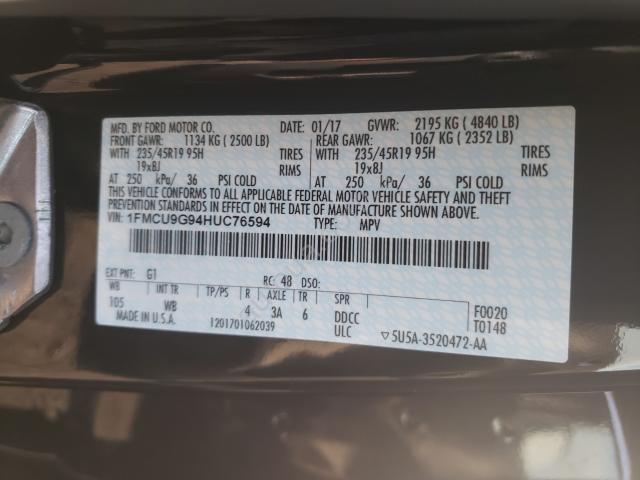 MFD. BY FORD MOTOR CO. DATE: 01/17 GVWR: 2195 KG ( 4840 LB)
FRONT GAWR: 1134 KG ( 2500 LB) REAR GAWR: 1067 KG ( 2352 LB)
WITH 235/45R19 95H TIRES WITH 235/45R19 95H TIRES
19x8J RIMS 19x8J RIMS
AT 250 kPa/ 36 PSI COLD AT 250 kPa/ 36 PSI COLD
THIS VEHICLE CONFORMS TO ALL APPLICABLE FEDERAL MOTOR VEHICLE SAFETY AND THEFT
PREVENTION STANDARDS IN EFFECT ON THE DATE OF MANUFACTURE SHOWN ABOVE.
VIN: 1FMCU9G94HUC76594 TYPE: MPV
EXT PNT: G1 RC: 48 DSO:
WB INT TR TP/PS R AXLE TR SPR
105 WB 4 3A 6 DDCC F0020
MADE IN U.S.A. 1201701062039 ULC T0148
▽5U5A-3520472-AA